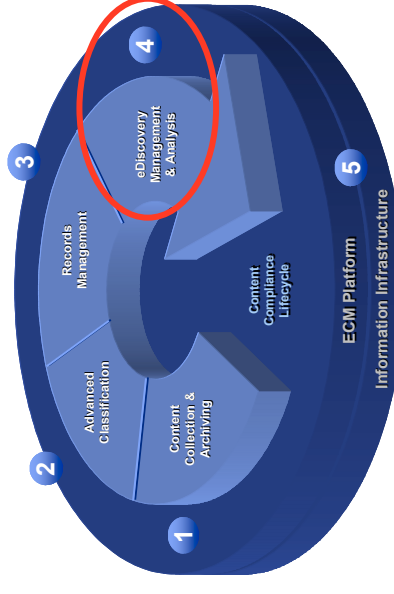 1
Content
Collection &
Archiving
2
Advanced
Classification
3
Records
Management
4
eDiscovery
Management
& Analysis
Content
Compliance
Lifecycle
5
ECM Platform
Information Infrastructure